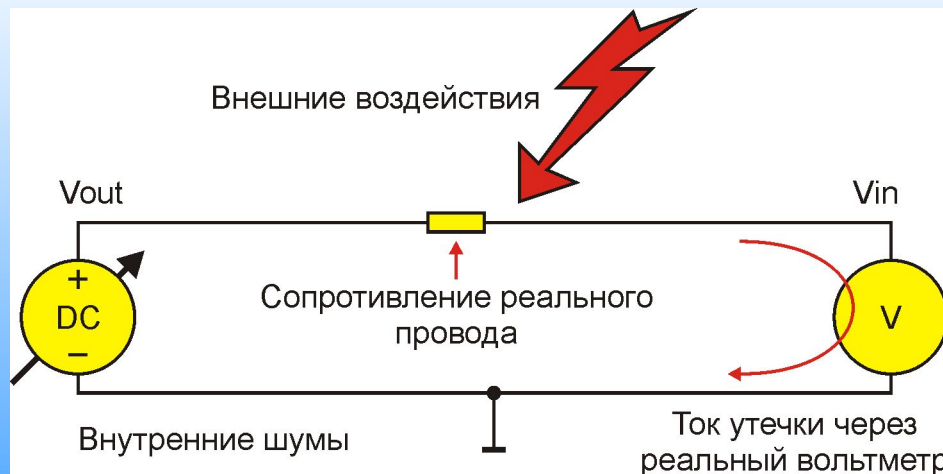 Внешние воздействия
Vout
Vin
+
DC
–
Сопротивление реального
провода
V
Внутренние шумы
Ток утечки через
реальный вольтметр